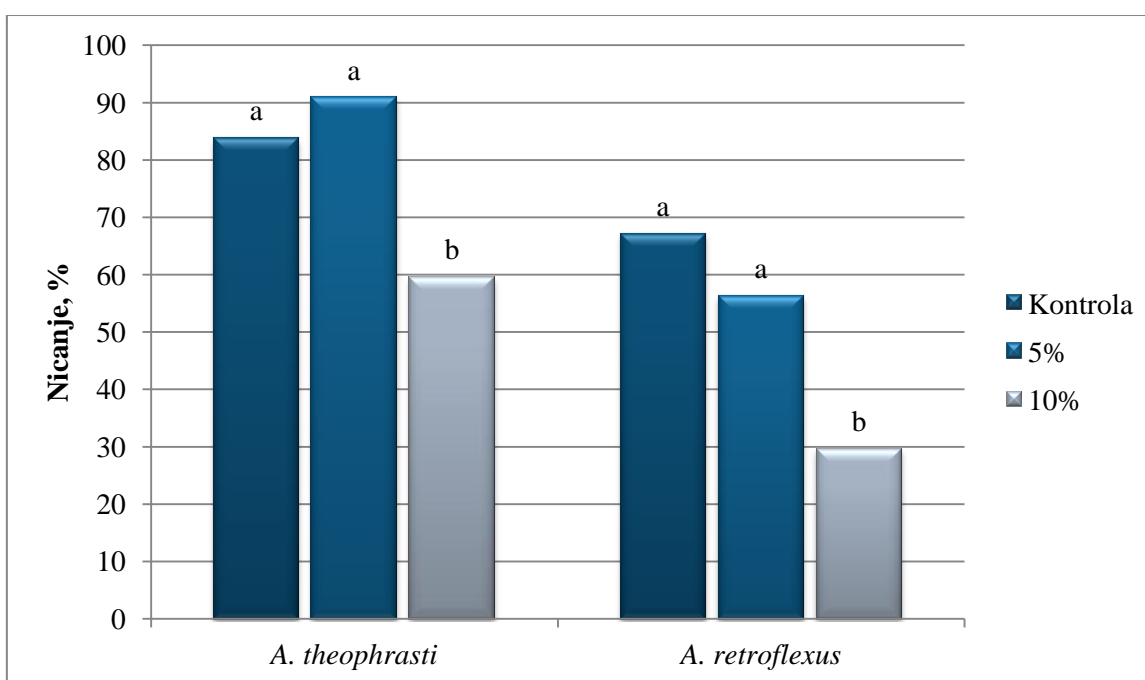 100
90
80
70
60
50
40
30
20
10
0
Nicanje, %
a
a
b
a
a
b
A. theophrasti
A. retroflexus
Kontrola
5%
10%